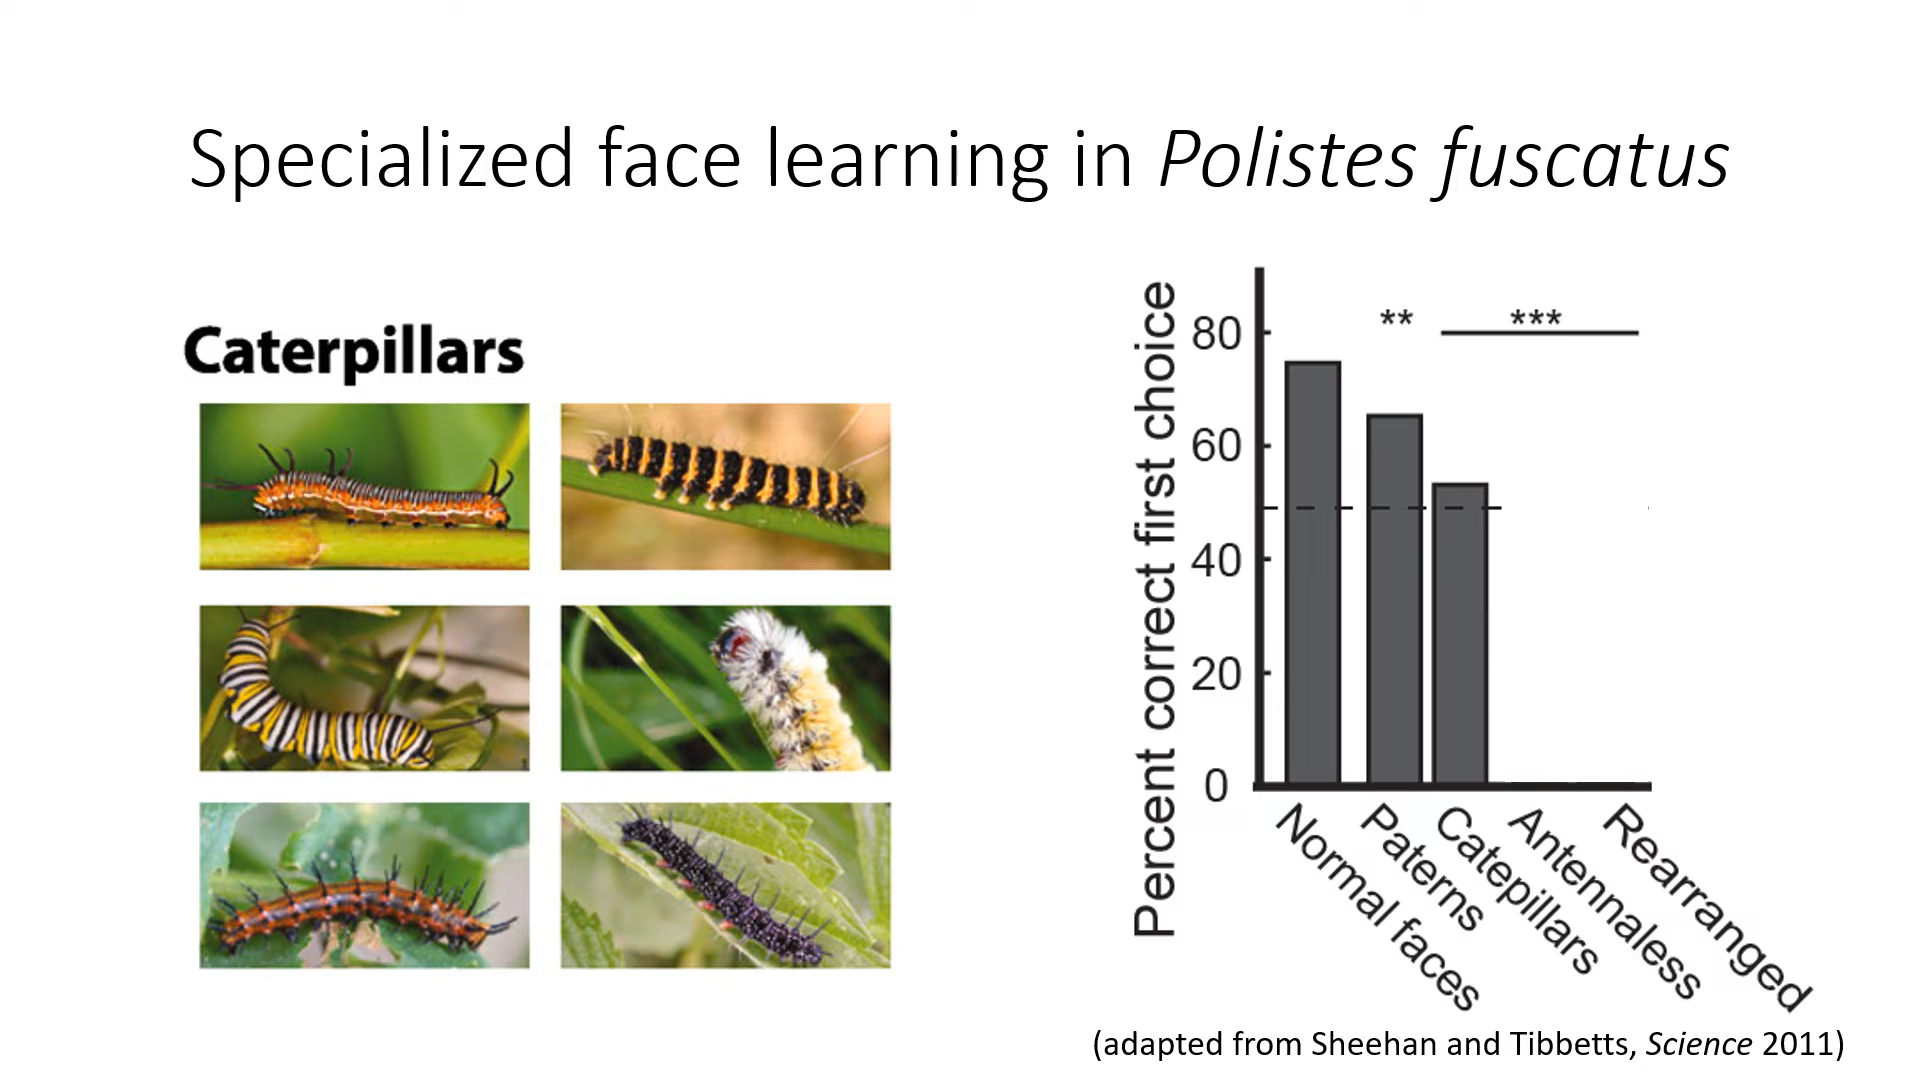 Specialized face learning in Polistes fuscatus
Caterpillars
Percent correct first choice
80
60
40
20
0
**
***
Normal faces
Paterns
Catepillars
Antennaless
Rearranged
(adapted from Sheehan and Tibbetts, Science 2011)